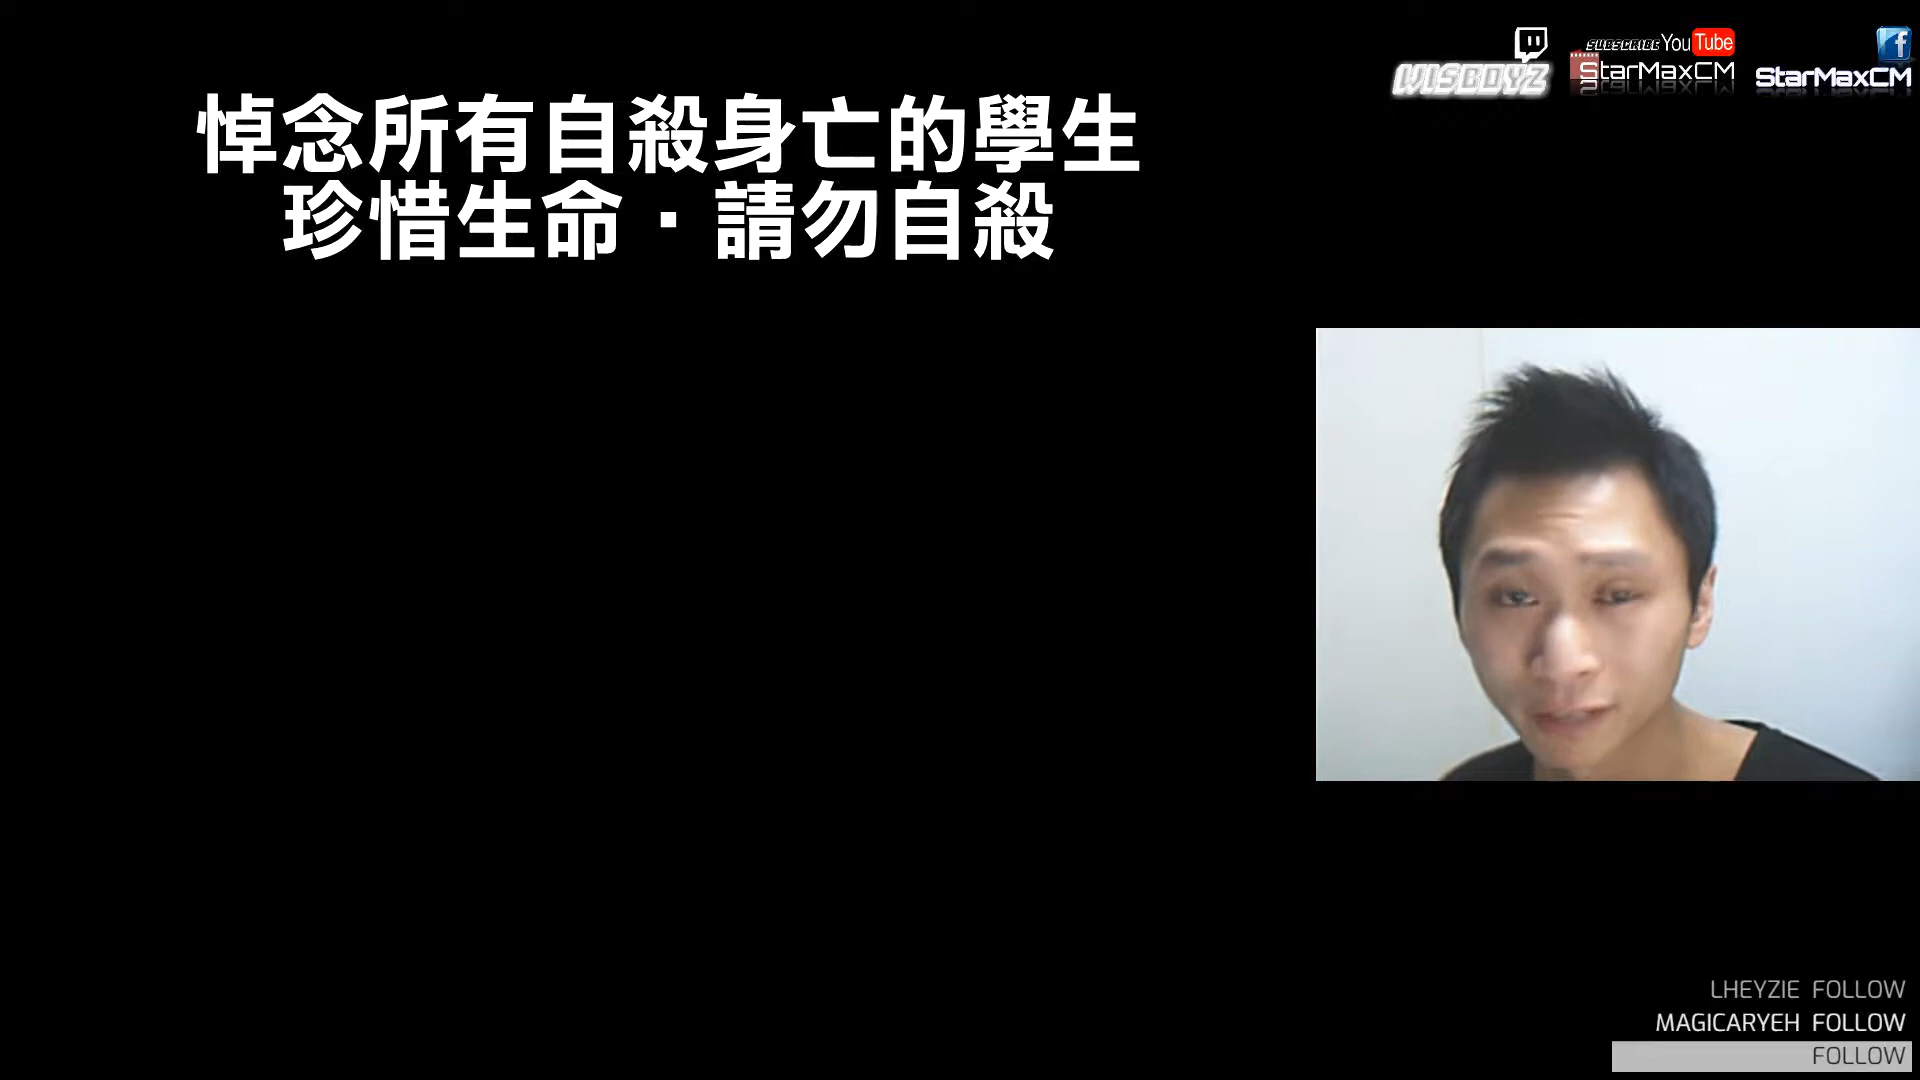 悼念所有自殺身亡的學生
珍惜生命·請勿自殺
WISBOYZ
SUBSCRIBE YouTube
StarMaxCM
f
StarMaxCM
LHEYZIE FOLLOW
MAGICARYEH FOLLOW
FOLLOW